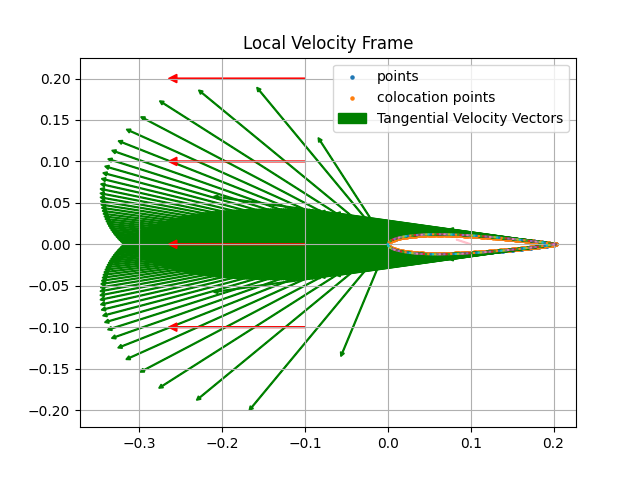 Local Velocity Frame
points
colocation points
Tangential Velocity Vectors
0.20
0.15
0.10
0.05
0.00
−0.05
−0.10
−0.15
−0.20
−0.3 −0.2 −0.1 0.0 0.1 0.2